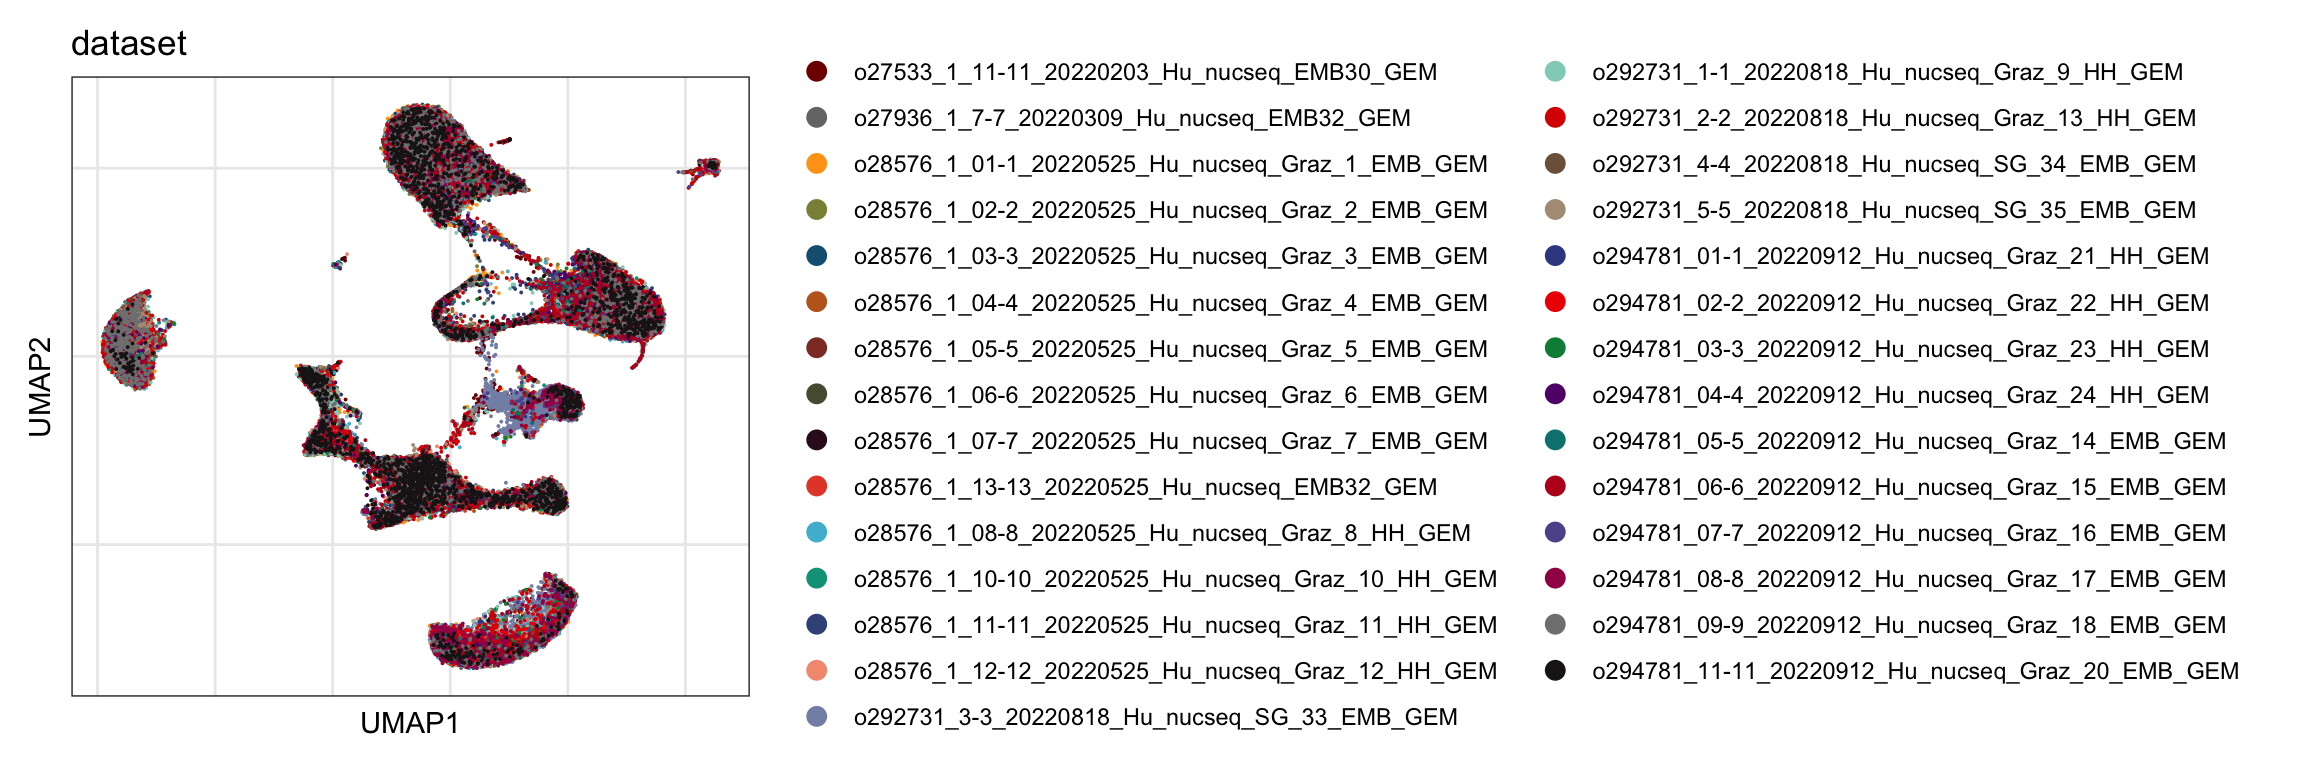 dataset
UMAP2
UMAP1
o27533_1_11-11_20220203_Hu_nucseq_EMB30_GEM
o27936_1_7-7_20220309_Hu_nucseq_EMB32_GEM
o28576_1_01-1_20220525_Hu_nucseq_Graz_1_EMB_GEM
o28576_1_02-2_20220525_Hu_nucseq_Graz_2_EMB_GEM
o28576_1_03-3_20220525_Hu_nucseq_Graz_3_EMB_GEM
o28576_1_04-4_20220525_Hu_nucseq_Graz_4_EMB_GEM
o28576_1_05-5_20220525_Hu_nucseq_Graz_5_EMB_GEM
o28576_1_06-6_20220525_Hu_nucseq_Graz_6_EMB_GEM
o28576_1_07-7_20220525_Hu_nucseq_Graz_7_EMB_GEM
o28576_1_13-13_20220525_Hu_nucseq_EMB32_GEM
o28576_1_08-8_20220525_Hu_nucseq_Graz_8_HH_GEM
o28576_1_10-10_20220525_Hu_nucseq_Graz_10_HH_GEM
o28576_1_11-11_20220525_Hu_nucseq_Graz_11_HH_GEM
o28576_1_12-12_20220525_Hu_nucseq_Graz_12_HH_GEM
o292731_3-3_20220818_Hu_nucseq_SG_33_EMB_GEM
o292731_1-1_20220818_Hu_nucseq_Graz_9_HH_GEM
o292731_2-2_20220818_Hu_nucseq_Graz_13_HH_GEM
o292731_4-4_20220818_Hu_nucseq_SG_34_EMB_GEM
o292731_5-5_20220818_Hu_nucseq_SG_35_EMB_GEM
o294781_01-1_20220912_Hu_nucseq_Graz_21_HH_GEM
o294781_02-2_20220912_Hu_nucseq_Graz_22_HH_GEM
o294781_03-3_20220912_Hu_nucseq_Graz_23_HH_GEM
o294781_04-4_20220912_Hu_nucseq_Graz_24_HH_GEM
o294781_05-5_20220912_Hu_nucseq_Graz_14_EMB_GEM
o294781_06-6_20220912_Hu_nucseq_Graz_15_EMB_GEM
o294781_07-7_20220912_Hu_nucseq_Graz_16_EMB_GEM
o294781_08-8_20220912_Hu_nucseq_Graz_17_EMB_GEM
o294781_09-9_20220912_Hu_nucseq_Graz_18_EMB_GEM
o294781_11-11_20220912_Hu_nucseq_Graz_20_EMB_GEM